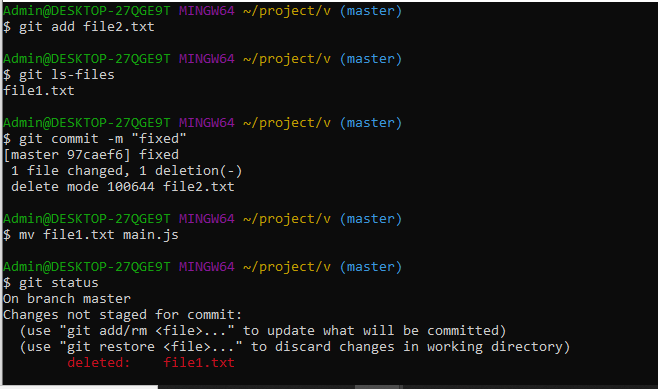 Admin@DESKTOP-27QGE9T MINGW64 ~/project/v (master)
$ git add file2.txt
Admin@DESKTOP-27QGE9T MINGW64 ~/project/v (master)
$ git ls-files
file1.txt
Admin@DESKTOP-27QGE9T MINGW64 ~/project/v (master)
$ git commit -m "fixed"
[master 97caef6] fixed
 1 file changed, 1 deletion(-)
 delete mode 100644 file2.txt
Admin@DESKTOP-27QGE9T MINGW64 ~/project/v (master)
$ mv file1.txt main.js
Admin@DESKTOP-27QGE9T MINGW64 ~/project/v (master)
$ git status
On branch master
Changes not staged for commit:
  (use "git add/rm <file>..." to update what will be committed)
  (use "git restore <file>..." to discard changes in working directory)
        deleted:    file1.txt